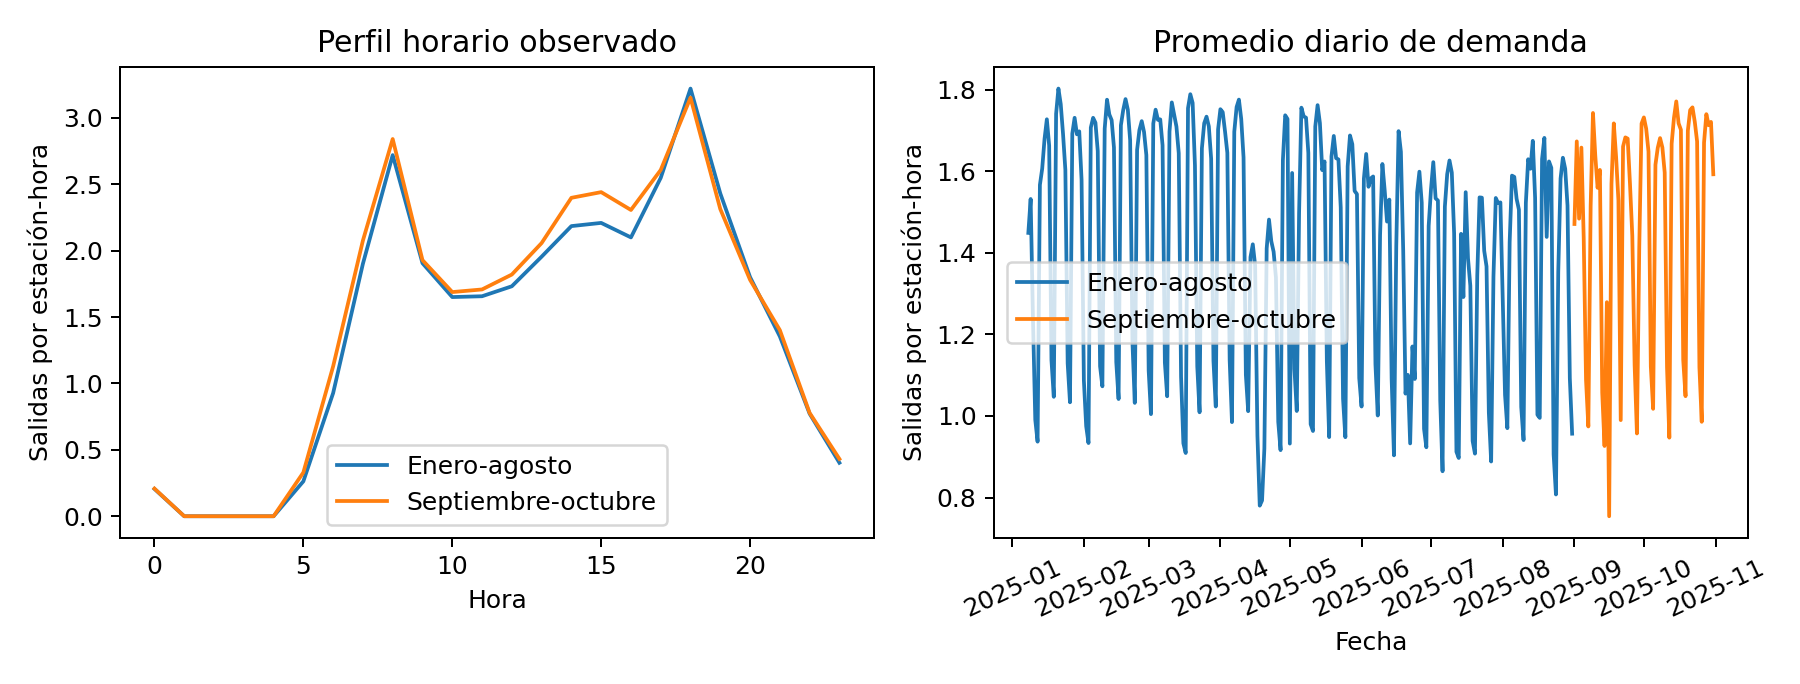 Perfil horario observado
Salidas por estación-hora
3.0
2.5
2.0
1.5
1.0
0.5
0.0
Enero-agosto
Septiembre-octubre
0
5
10
15
20
Hora
Promedio diario de demanda
Salidas por estación-hora
1.8
1.6
1.4
1.2
1.0
0.8
Enero-agosto
Septiembre-octubre
2025-01
2025-02
2025-03
2025-04
2025-05
2025-06
2025-07
2025-08
2025-09
2025-10
2025-11
Fecha